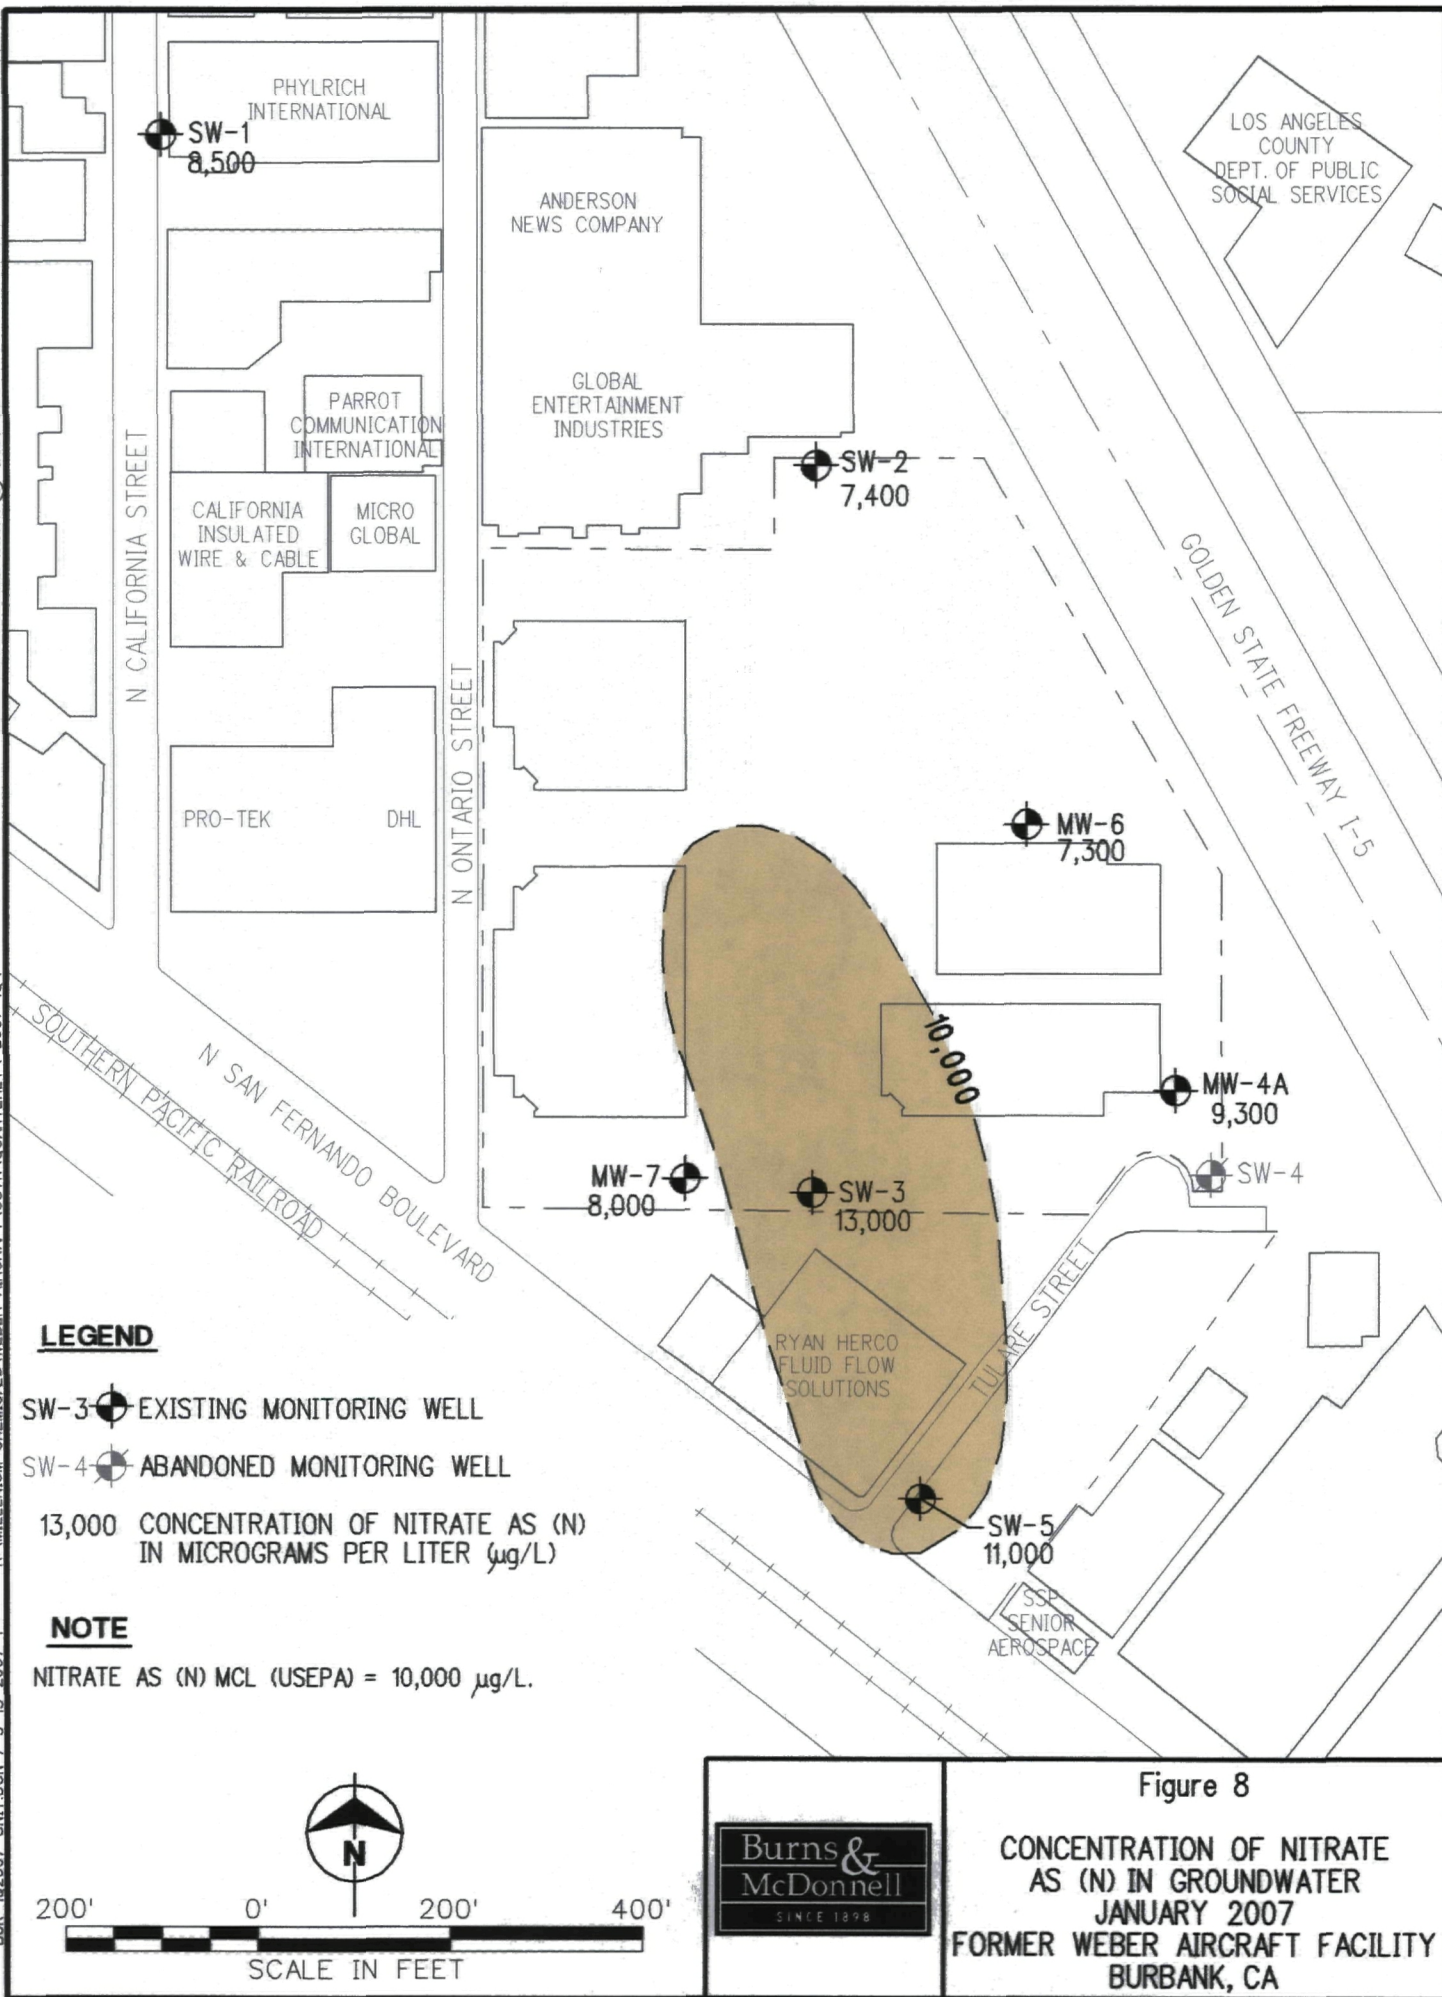 PHYLRICH
INTERNATIONAL
SW-1
8,500
LOS ANGELES
COUNTY
DEPT. OF PUBLIC
SOCIAL SERVICES
ANDERSON
NEWS COMPANY
GLOBAL
ENTERTAINMENT
INDUSTRIES
PARROT
COMMUNICATION
INTERNATIONAL
SW-2
7,400
CALIFORNIA
INSULATED
WIRE & CABLE
MICRO
GLOBAL
N CALIFORNIA STREET
GOLDEN STATE FREEWAY I-5
N ONTARIO STREET
PRO-TEK
DHL
MW-6
7,300
10,000
MW-4A
9,300
SW-4
SOUTHERN PACIFIC RAILROAD
N SAN FERNANDO BOULEVARD
MW-7
8,000
SW-3
13,000
TULARE STREET
RYAN HERCO
FLUID FLOW
SOLUTIONS
SW-5
11,000
SSP
SENIOR
AEROSPACE
LEGEND
SW-3 EXISTING MONITORING WELL
SW-4 ABANDONED MONITORING WELL
13,000 CONCENTRATION OF NITRATE AS (N)
IN MICROGRAMS PER LITER (µg/L)
NOTE
NITRATE AS (N) MCL (USEPA) = 10,000 µg/L.
N
200' 0' 200' 400'
SCALE IN FEET
Burns &
McDonnell
SINCE 1898
Figure 8
CONCENTRATION OF NITRATE
AS (N) IN GROUNDWATER
JANUARY 2007
FORMER WEBER AIRCRAFT FACILITY
BURBANK, CA